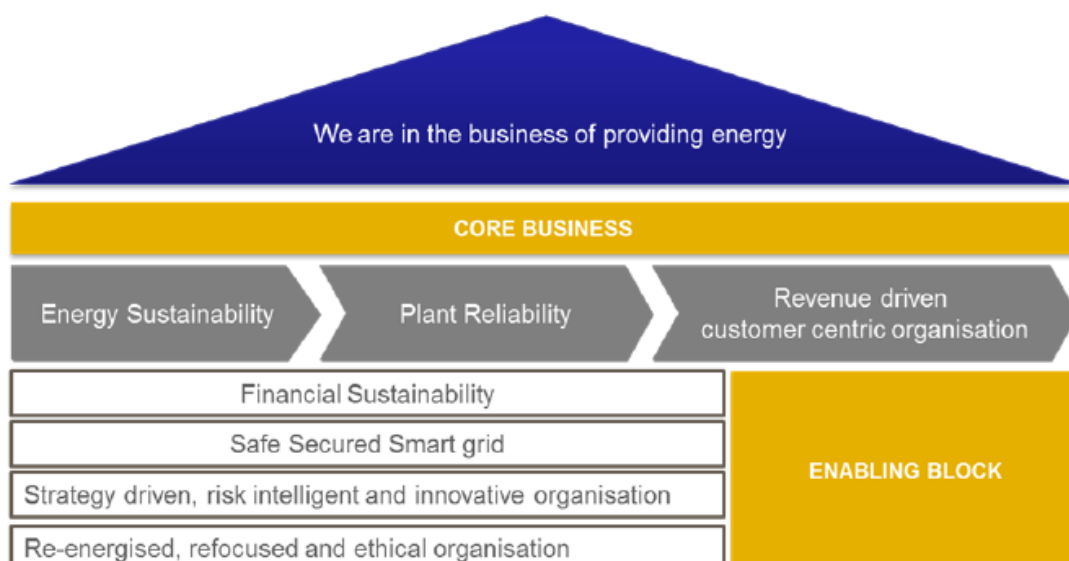 We are in the business of providing energy
CORE BUSINESS
Energy Sustainability
Plant Reliability
Revenue driven
customer centric organisation
Financial Sustainability
Safe Secured Smart grid
Strategy driven, risk intelligent and innovative organisation
Re-energised, refocused and ethical organisation
ENABLING BLOCK